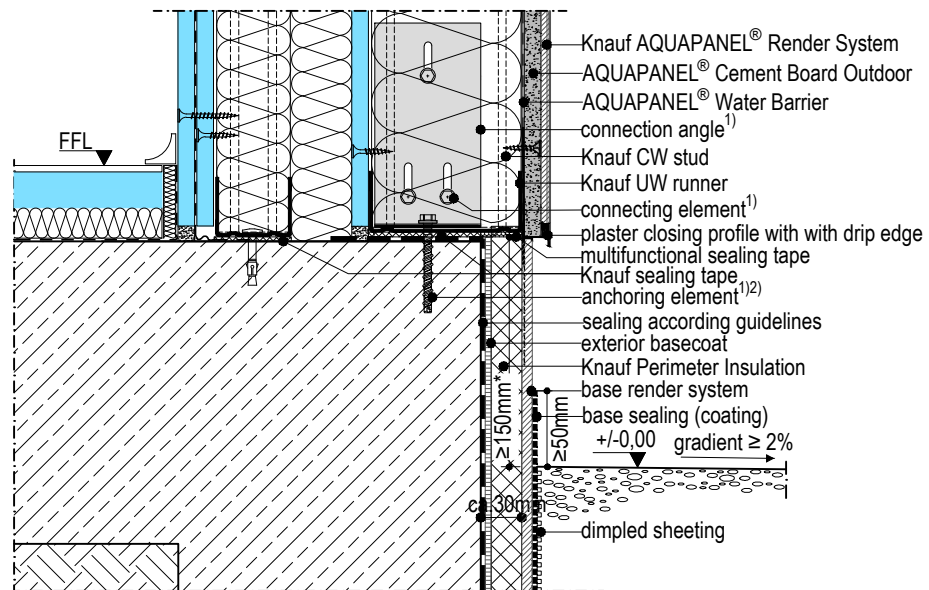 Knauf AQUAPANEL® Render System
AQUAPANEL® Cement Board Outdoor
AQUAPANEL® Water Barrier
connection angle1)
Knauf CW stud
Knauf UW runner
connecting element1)
plaster closing profile with with drip edge
multifunctional sealing tape
Knauf sealing tape
anchoring element1)2)
sealing according guidelines
exterior basecoat
Knauf Perimeter Insulation
base render system
base sealing (coating)
+/-0,00 gradient ≥ 2%
dimpled sheeting
FFL
≥150mm*
≥50mm
ca.30mm